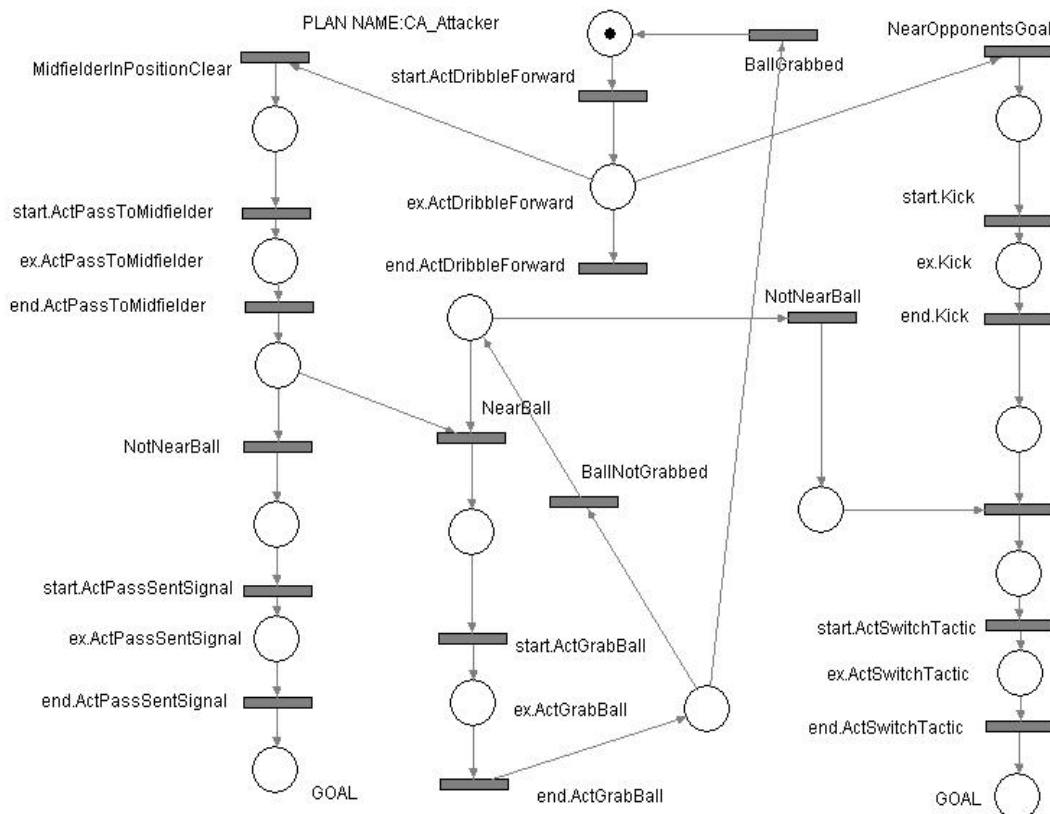 PLAN NAME:CA_Attacker
NearOpponentsGoal
MidfielderInPositionClear
BallGrabbed
start.ActDribbleForward
start.ActPassToMidfielder
ex.ActDribbleForward
start.Kick
ex.ActPassToMidfielder
end.ActDribbleForward
ex.Kick
end.ActPassToMidfielder
NotNearBall
end.Kick
NearBall
NotNearBall
BallNotGrabbed
start.ActPassSentSignal
ex.ActPassSentSignal
start.ActGrabBall
start.ActSwitchTactic
ex.ActSwitchTactic
end.ActPassSentSignal
ex.ActGrabBall
end.ActSwitchTactic
GOAL
end.ActGrabBall
GOAL